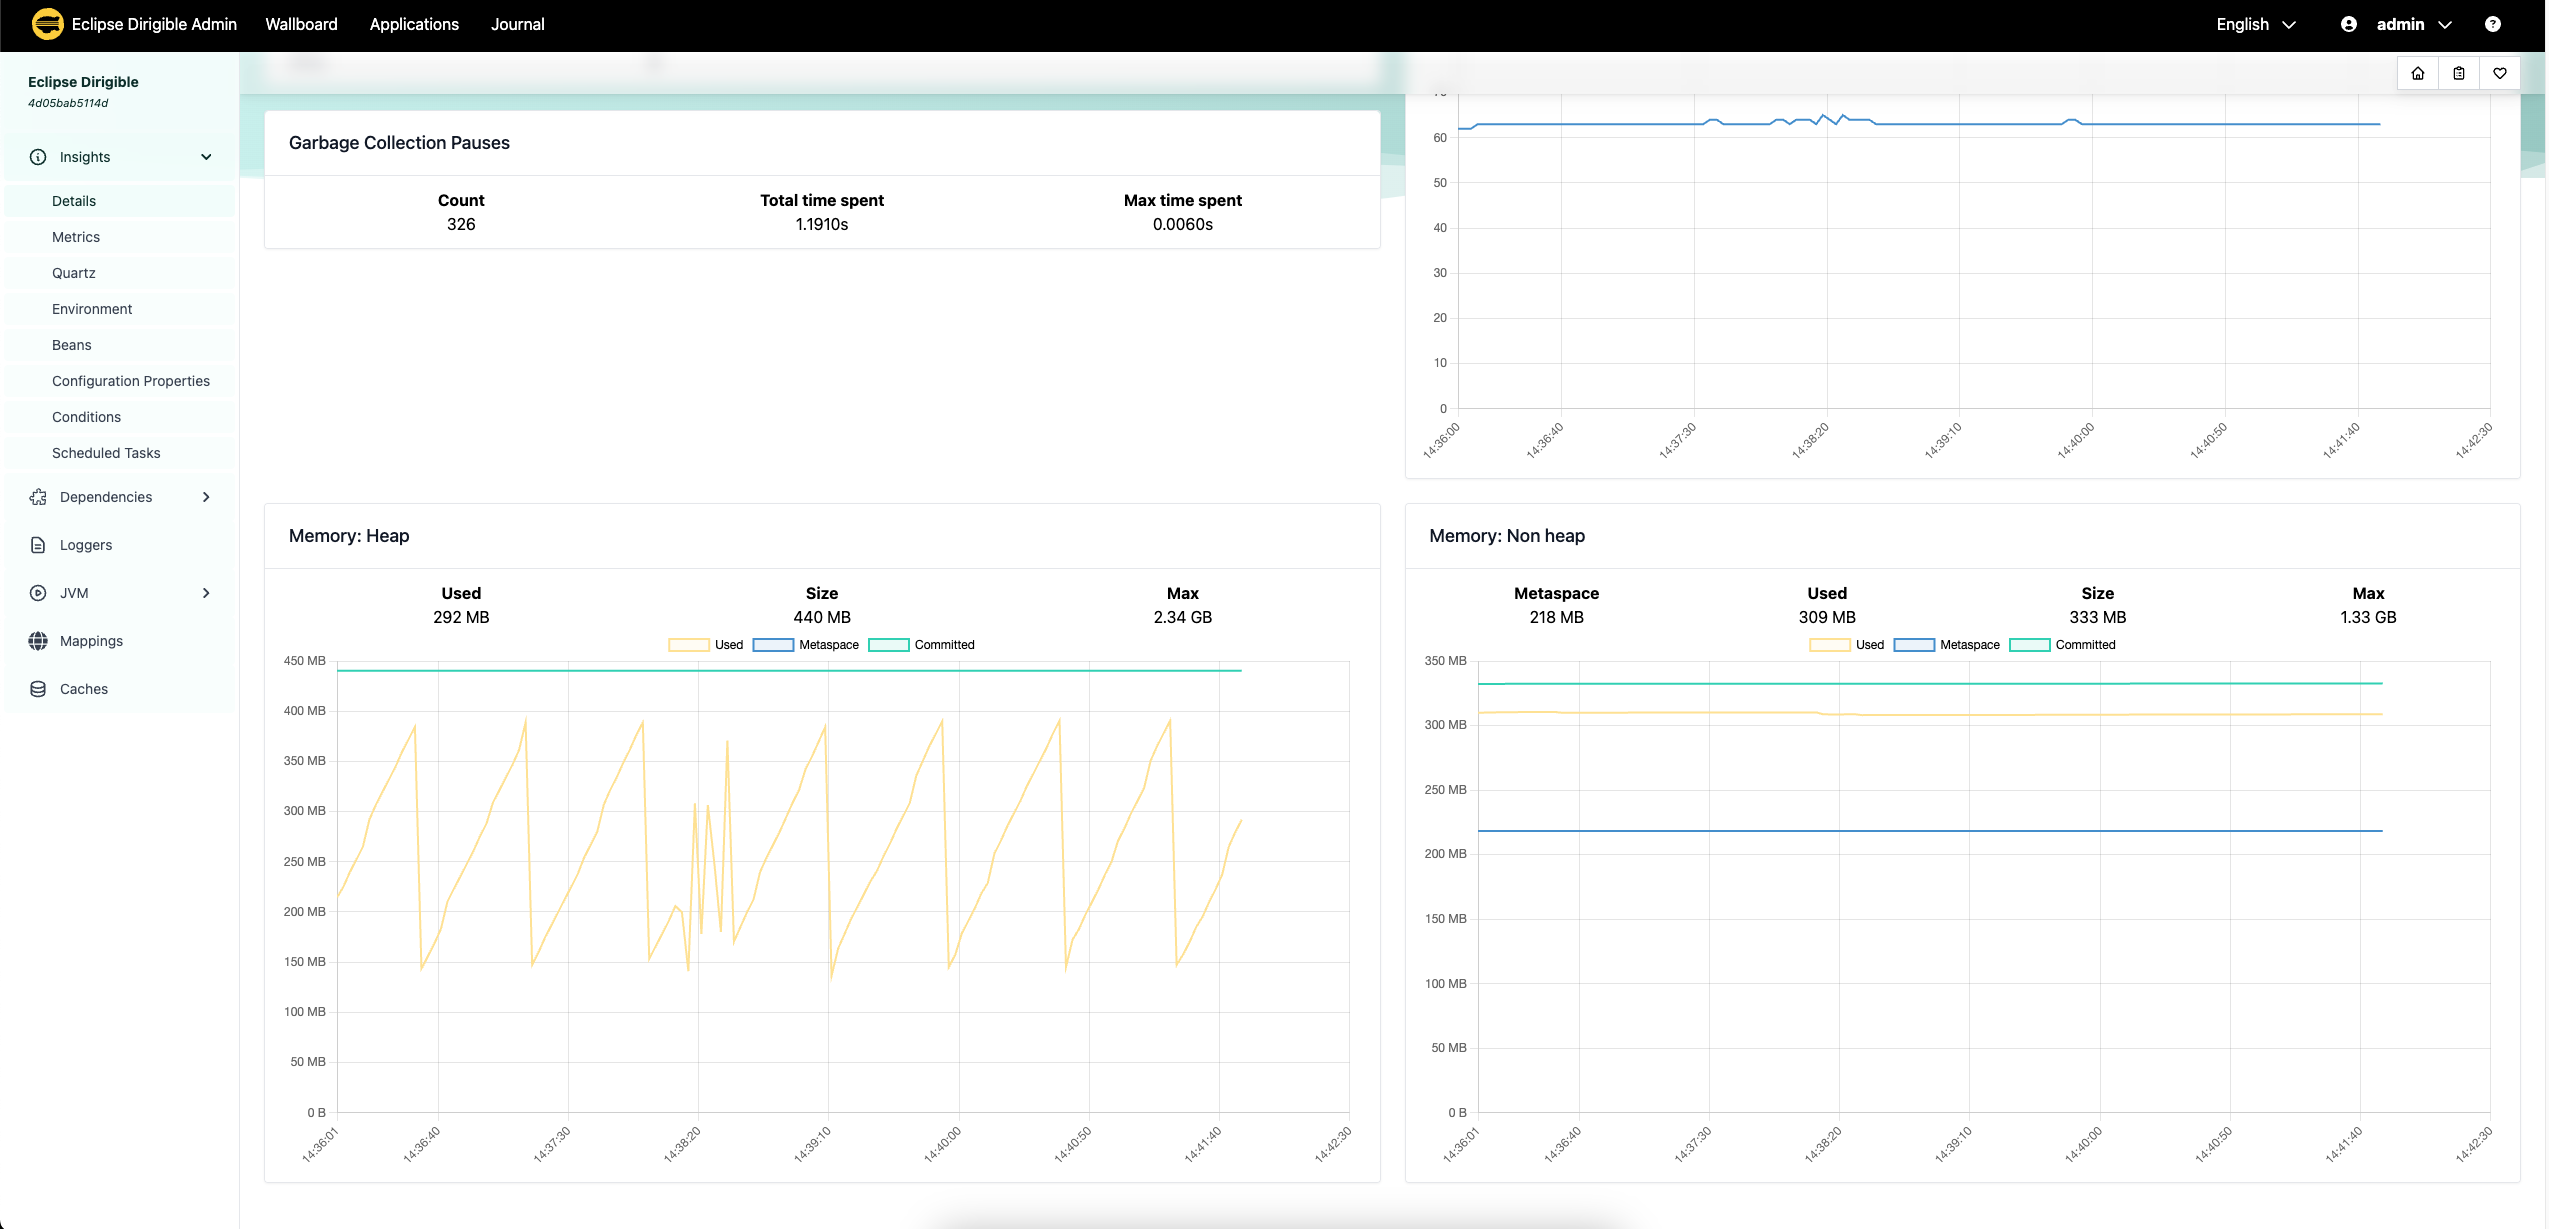 Eclipse Dirigible Admin Wallboard Applications Journal English admin
Eclipse Dirigible
4d05bab5114d
Insights
Details
Metrics
Quartz
Environment
Beans
Configuration Properties
Conditions
Scheduled Tasks
Dependencies
Loggers
JVM
Mappings
Caches
Garbage Collection Pauses
Count Total time spent Max time spent
326 1.1910s 0.0060s
60
50
40
30
20
10
0
14:36:00 14:36:40 14:37:30 14:38:20 14:39:10 14:40:00 14:40:50 14:41:40 14:42:30
Memory: Heap
Used Size Max
292 MB 440 MB 2.34 GB
Used Metaspace Committed
450 MB
400 MB
350 MB
300 MB
250 MB
200 MB
150 MB
100 MB
50 MB
0 B
14:36:01 14:36:40 14:37:30 14:38:20 14:39:10 14:40:00 14:40:50 14:41:40 14:42:30
Memory: Non heap
Metaspace Used Size Max
218 MB 309 MB 333 MB 1.33 GB
Used Metaspace Committed
350 MB
300 MB
250 MB
200 MB
150 MB
100 MB
50 MB
0 B
14:36:01 14:36:40 14:37:30 14:38:20 14:39:10 14:40:00 14:40:50 14:41:40 14:42:30